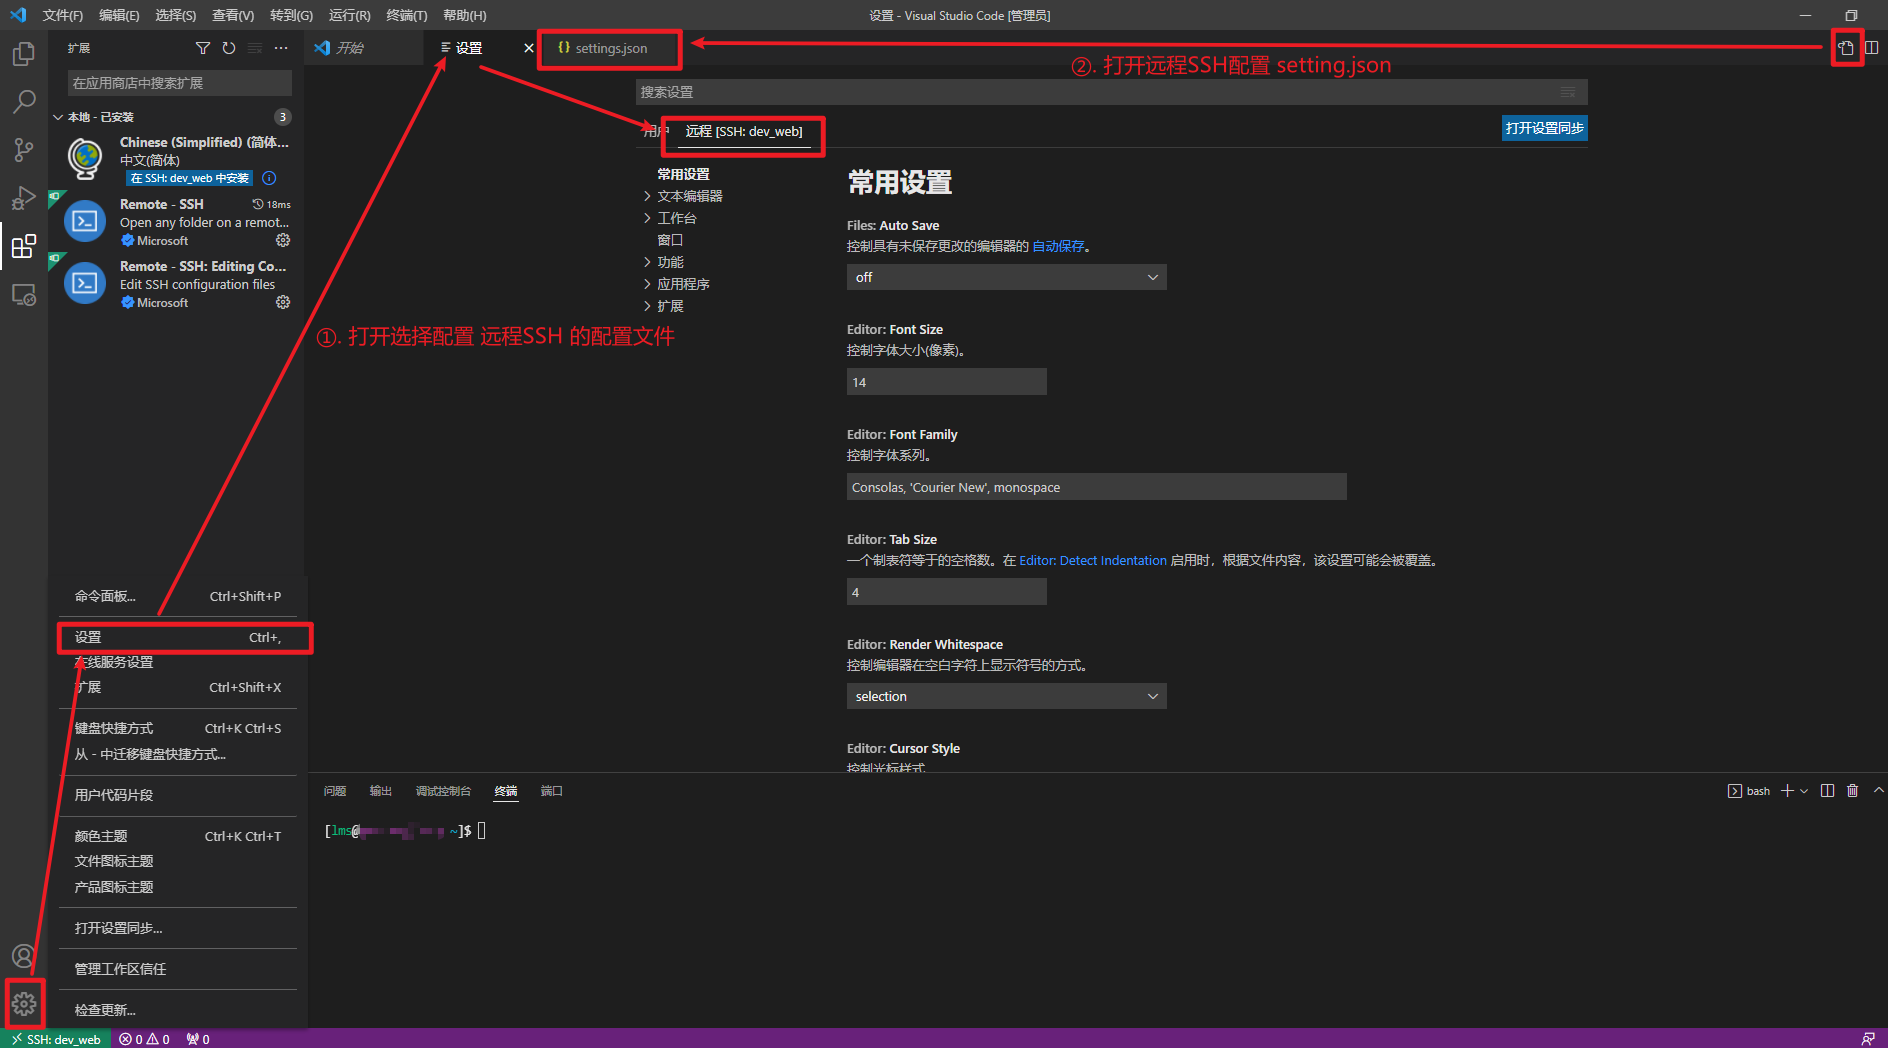 文件(F) 编辑(E) 选择(S) 查看(V) 转到(G) 运行(R) 终端(T) 帮助(H)
设置 - Visual Studio Code [管理员]
扩展
开始
设置
settings.json
②. 打开远程SSH配置 setting.json
在应用商店中搜索扩展
搜索设置
本地 - 已安装
3
用户
远程 [SSH: dev_web]
打开设置同步
Chinese (Simplified) (简体...
中文(简体)
在 SSH: dev_web 中安装
Remote - SSH
18ms
Open any folder on a remot...
Microsoft
Remote - SSH: Editing Co...
Edit SSH configuration files
Microsoft
①. 打开选择配置 远程SSH 的配置文件
常用设置
文本编辑器
工作台
窗口
功能
应用程序
扩展
常用设置
Files: Auto Save
控制具有未保存更改的编辑器的 自动保存。
off
Editor: Font Size
控制字体大小(像素)。
14
Editor: Font Family
控制字体系列。
Consolas, 'Courier New', monospace
Editor: Tab Size
一个制表符等于的空格数。在 Editor: Detect Indentation 启用时，根据文件内容，该设置可能会被覆盖。
4
Editor: Render Whitespace
控制编辑器在空白字符上显示符号的方式。
selection
Editor: Cursor Style
控制光标样式
命令面板... Ctrl+Shift+P
设置 Ctrl+,
在线服务设置
扩展 Ctrl+Shift+X
键盘快捷方式 Ctrl+K Ctrl+S
从 - 中迁移键盘快捷方式...
用户代码片段
颜色主题 Ctrl+K Ctrl+T
文件图标主题
产品图标主题
打开设置同步...
管理工作区信任
检查更新...
问题 输出 调试控制台 终端 端口
bash
[lms@ ~]$
SSH: dev_web
0 0
0